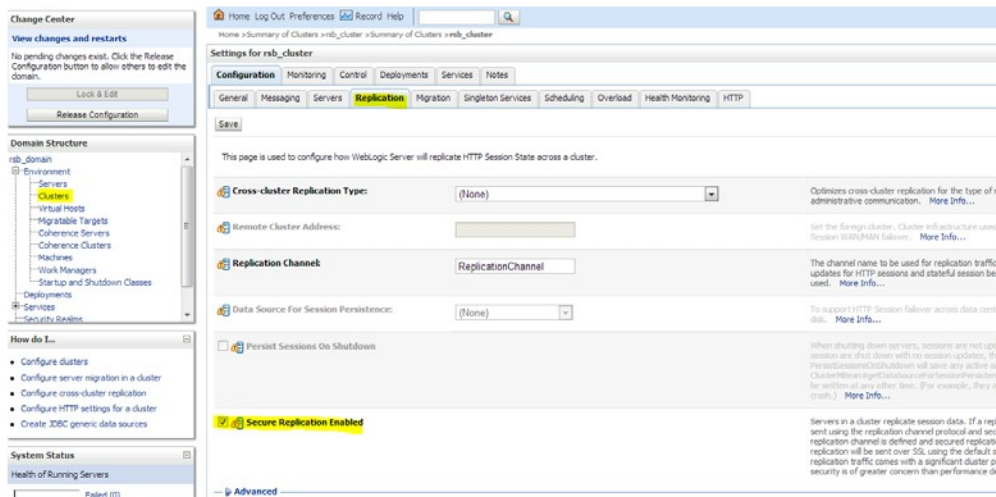 Change Center
View changes and restarts
No pending changes exist. Click the Release
Configuration button to allow others to edit the
domain.
Lock & Edit
Release Configuration
Domain Structure
rsb_domain
Environment
Servers
Clusters
Virtual Hosts
Migratable Targets
Coherence Servers
Coherence Clusters
Machines
Work Managers
Startup and Shutdown Classes
Deployments
Services
Security Realms
How do I...
Configure clusters
Configure server migration in a cluster
Configure cross-cluster replication
Configure HTTP settings for a cluster
Create JDBC generic data sources
System Status
Health of Running Servers
Failed (0)
Home Log Out Preferences Record Help
Home >Summary of Clusters >rsb_cluster >Summary of Clusters >rsb_cluster
Settings for rsb_cluster
Configuration Monitoring Control Deployments Services Notes
General Messaging Servers Replication Migration Singleton Services Scheduling Overload Health Monitoring HTTP
Save
This page is used to configure how WebLogic Server will replicate HTTP Session State across a cluster.
Cross-cluster Replication Type: (None)
Optimizes cross-cluster replication for the type of
administrative communication. More Info...
Remote Cluster Address:
Set the foreign cluster. Cluster infrastructure uses
Session WAN/MAN failover. More Info...
Replication Channel: ReplicationChannel
The channel name to be used for replication traffic
updates for HTTP sessions and stateful session be
used. More Info...
Data Source For Session Persistence: (None)
To support HTTP Session failover across data cent
disk. More Info...
Persist Sessions On Shutdown
When shutting down servers, sessions are not upd
session are shut down with no session updates, th
PersistSessionsOnShutdown will save any active s
ClusterMBean#getDataSourceForSessionPersisten
be written at any other time. (For example, they a
crash.) More Info...
Secure Replication Enabled
Servers in a cluster replicate session data. If a rep
sent using the replication channel protocol and sec
replication channel is defined and secured replicati
replication will be sent over SSL using the default s
replication traffic comes with a significant cluster p
security is of greater concern than performance de
Advanced